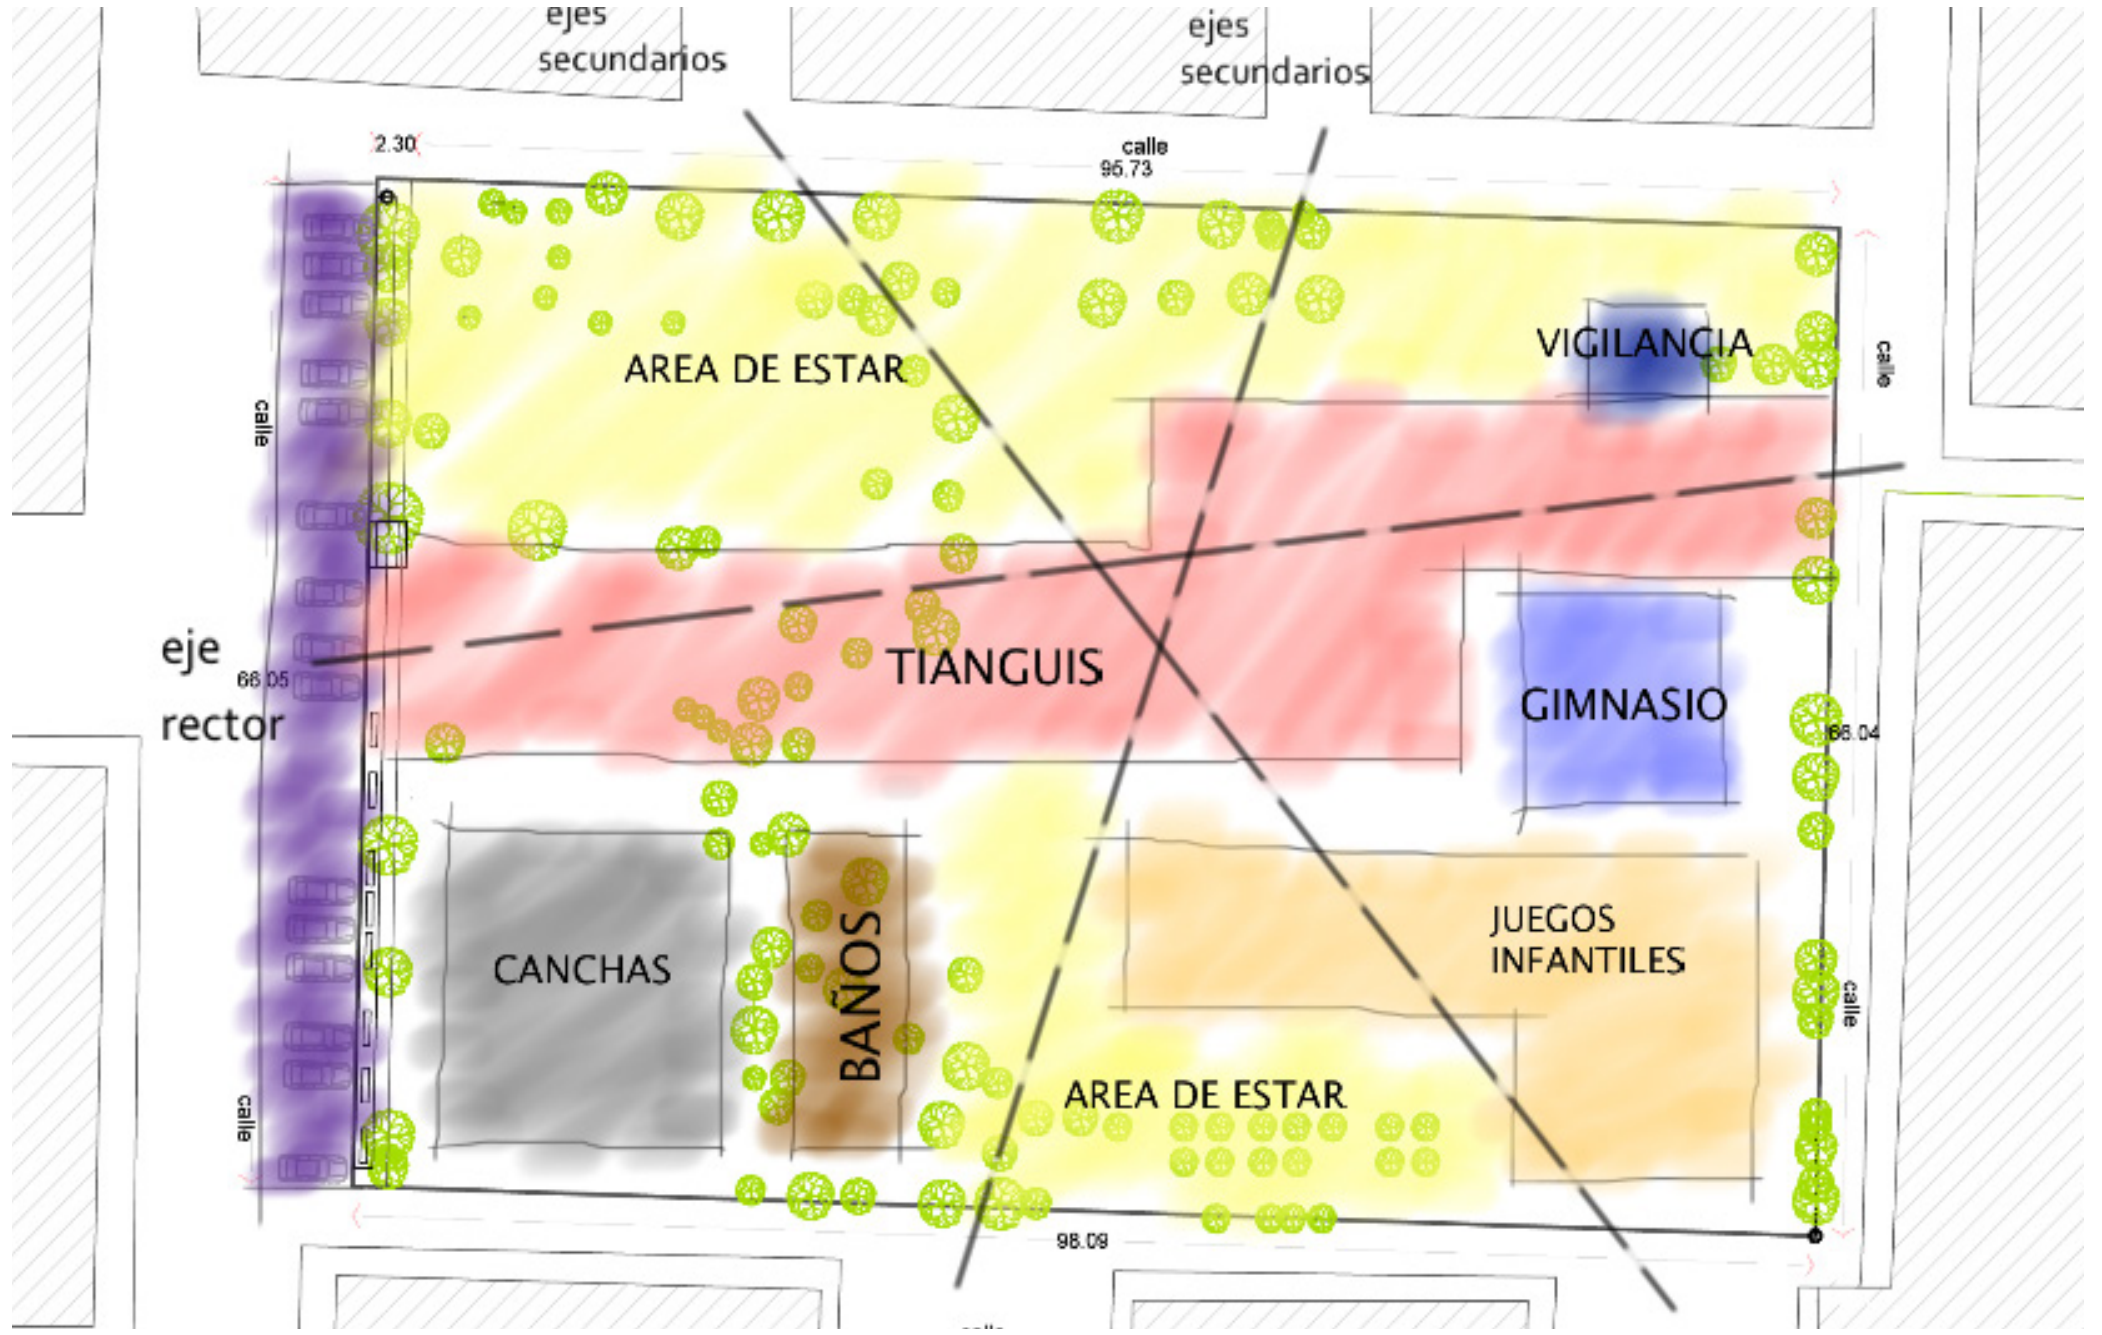 ejes
secundarios
ejes
secundarios
2.30
calle
95.73
VIGILANCIA
AREA DE ESTAR
calle
calle
eje
66.05
rector
TIANGUIS
GIMNASIO
66.04
CANCHAS
BAÑOS
JUEGOS
INFANTILES
calle
AREA DE ESTAR
calle
98.09
calle